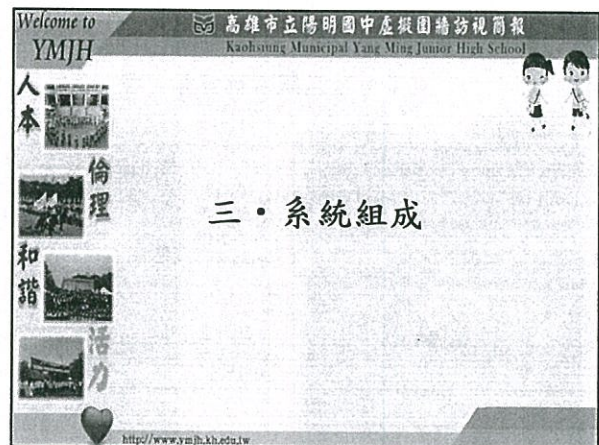 Welcome to
YMJH
高雄市立陽明國中虛擬圍牆訪視簡報
Kaohsiung Municipal Yang Ming Junior High School
人本
倫理
和諧
活力
三・系統組成
http://www.ymjh.kh.edu.tw